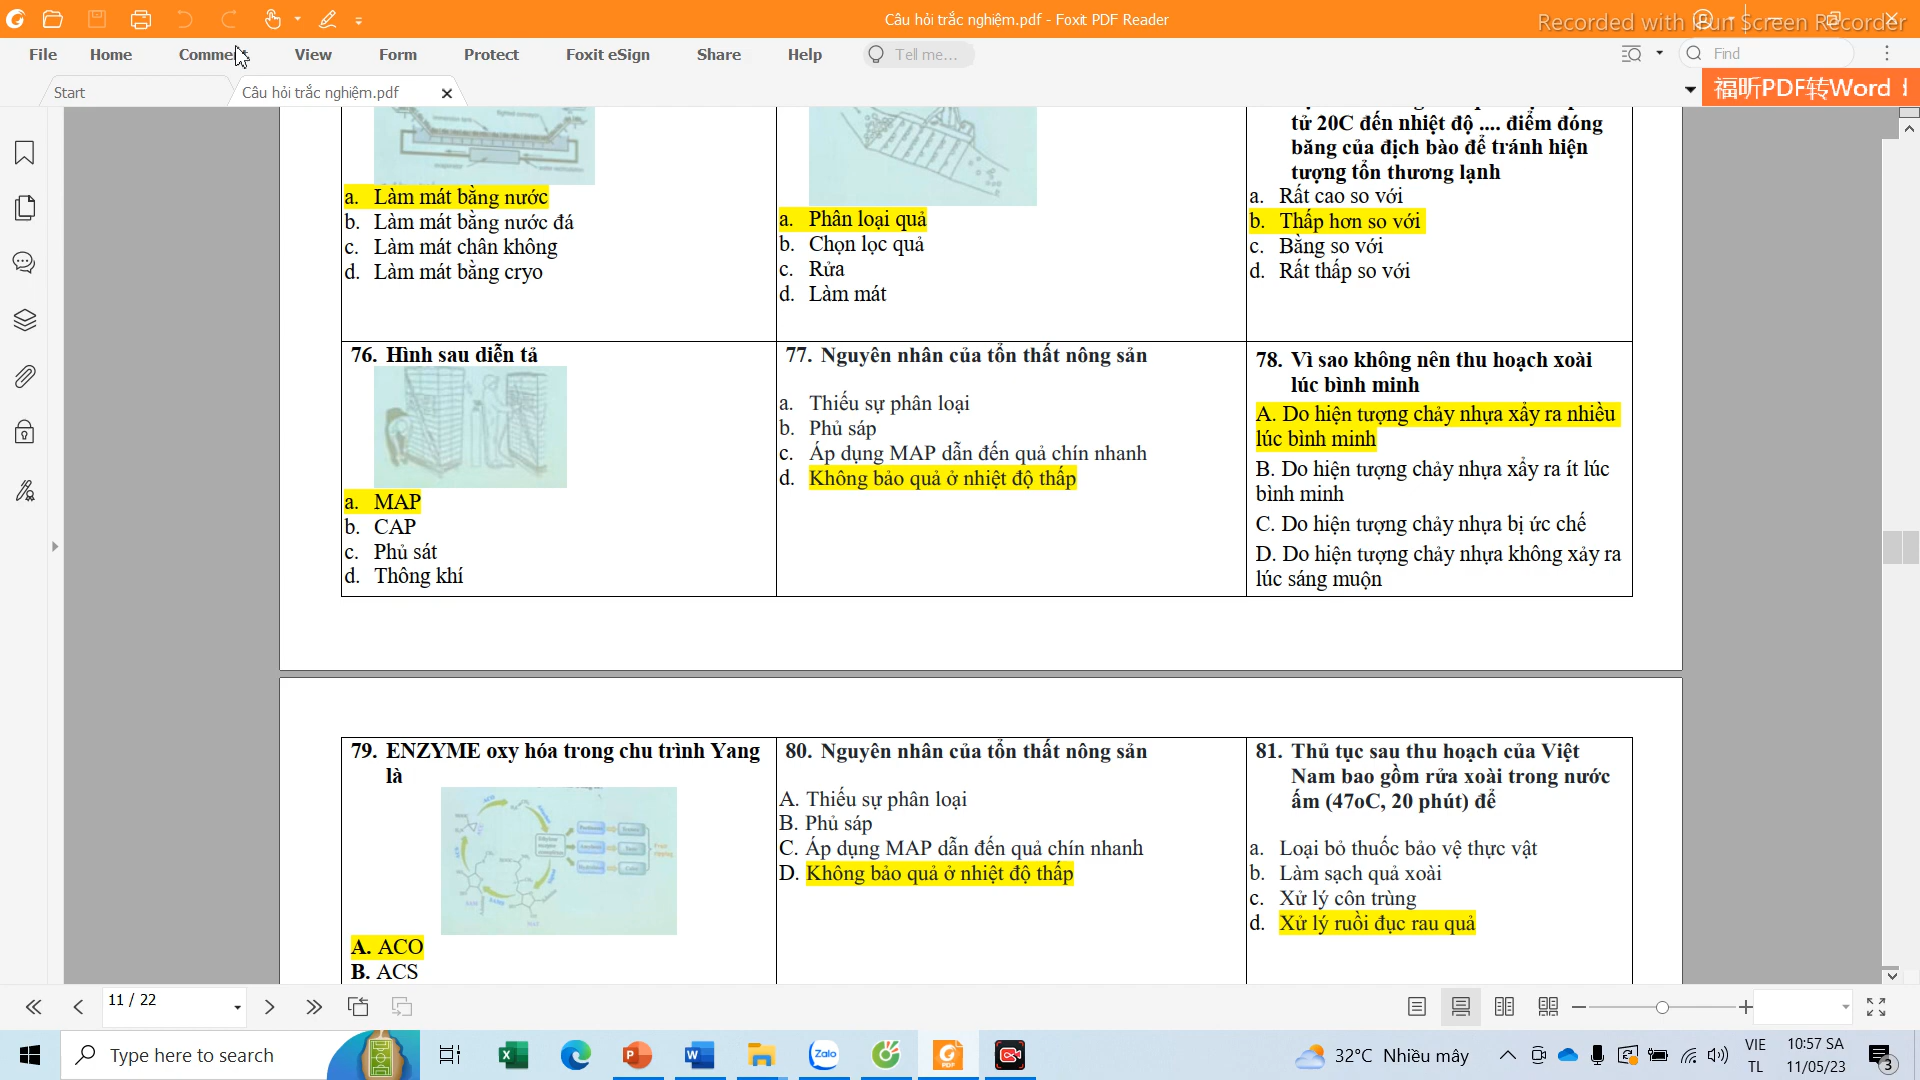 Câu hỏi trắc nghiệm.pdf - Foxit PDF Reader
Recorded with Fun Screen Recorder
File Home Comment View Form Protect Foxit eSign Share Help Tell me... Find
Start Câu hỏi trắc nghiệm.pdf
福昕PDF转Word !
a. Làm mát bằng nước
b. Làm mát bằng nước đá
c. Làm mát chân không
d. Làm mát bằng cryo
a. Phân loại quả
b. Chọn lọc quả
c. Rửa
d. Làm mát
tử 20C đến nhiệt độ .... điểm đóng
băng của địch bào để tránh hiện
tượng tổn thương lạnh
a. Rất cao so với
b. Thấp hơn so với
c. Bằng so với
d. Rất thấp so với
76. Hình sau diễn tả
a. MAP
b. CAP
c. Phủ sát
d. Thông khí
77. Nguyên nhân của tổn thất nông sản
a. Thiếu sự phân loại
b. Phủ sáp
c. Áp dụng MAP dẫn đến quả chín nhanh
d. Không bảo quả ở nhiệt độ thấp
78. Vì sao không nên thu hoạch xoài
lúc bình minh
A. Do hiện tượng chảy nhựa xẩy ra nhiều
lúc bình minh
B. Do hiện tượng chảy nhựa xẩy ra ít lúc
bình minh
C. Do hiện tượng chảy nhựa bị ức chế
D. Do hiện tượng chảy nhựa không xảy ra
lúc sáng muộn
79. ENZYME oxy hóa trong chu trình Yang
là
A. ACO
B. ACS
80. Nguyên nhân của tổn thất nông sản
A. Thiếu sự phân loại
B. Phủ sáp
C. Áp dụng MAP dẫn đến quả chín nhanh
D. Không bảo quả ở nhiệt độ thấp
81. Thủ tục sau thu hoạch của Việt
Nam bao gồm rửa xoài trong nước
ấm (47oC, 20 phút) để
a. Loại bỏ thuốc bảo vệ thực vật
b. Làm sạch quả xoài
c. Xử lý côn trùng
d. Xử lý ruồi đục rau quả
11 / 22
Type here to search
Zalo
32°C Nhiều mây
VIE
TL
10:57 SA
11/05/23
3